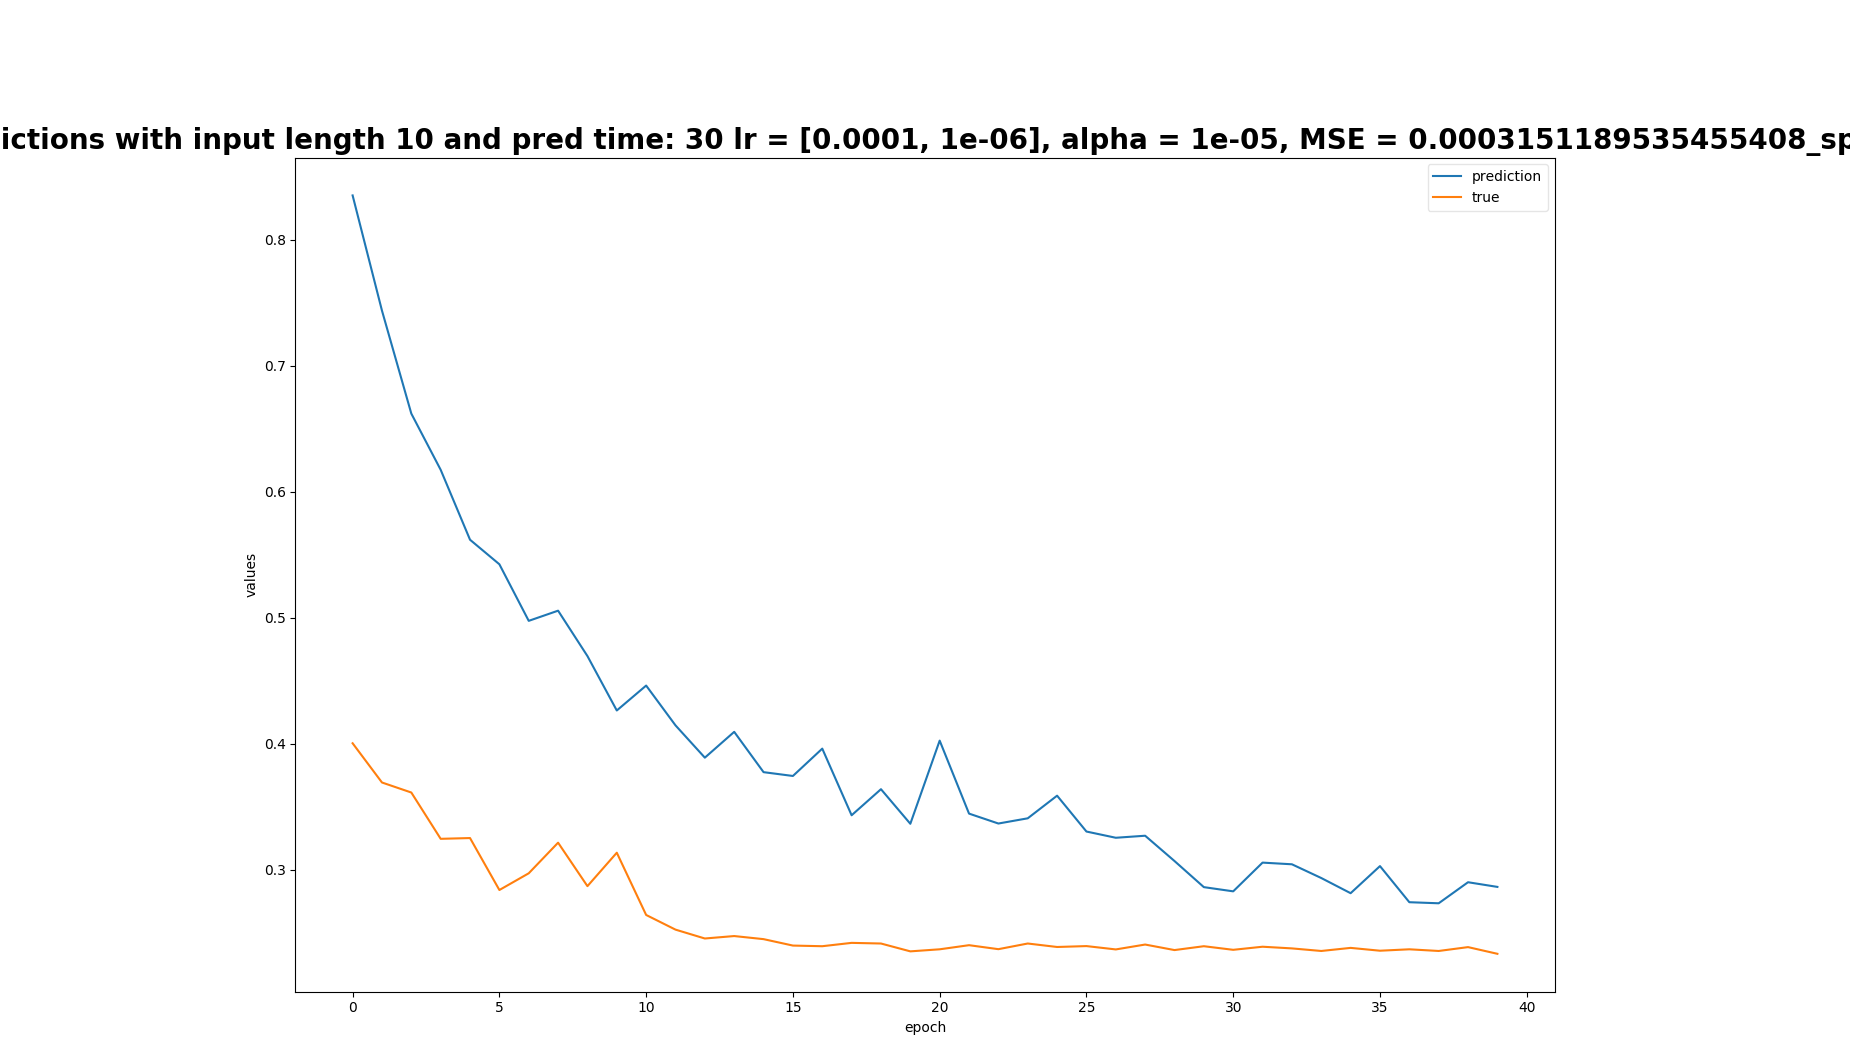 ictions with input length 10 and pred time: 30 lr = [0.0001, 1e-06], alpha = 1e-05, MSE = 0.0003151189535455408_sp
prediction
true
0.8
0.7
0.6
0.5
0.4
0.3
values
0 5 10 15 20 25 30 35 40
epoch